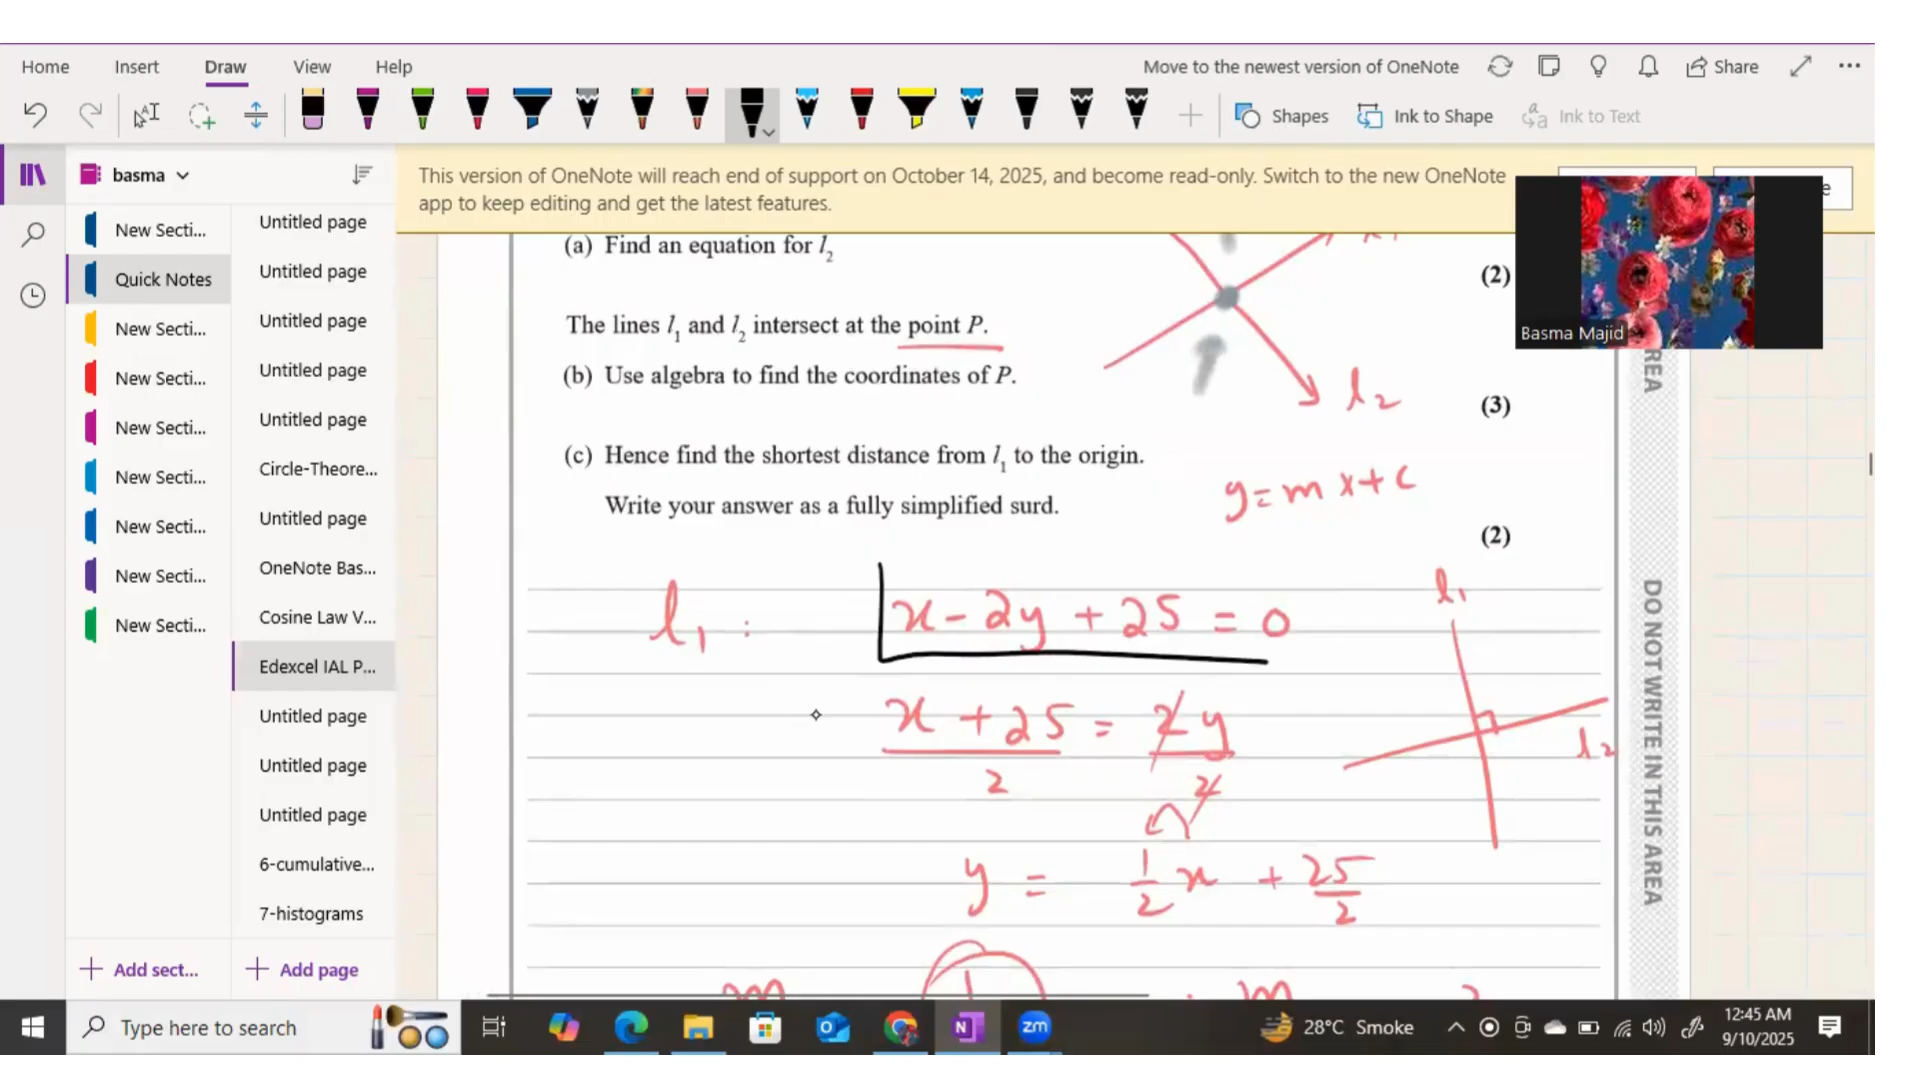 Home Insert Draw View Help Move to the newest version of OneNote Share
Shapes Ink to Shape Ink to Text
basma
This version of OneNote will reach end of support on October 14, 2025, and become read-only. Switch to the new OneNote
app to keep editing and get the latest features.
Basma Majid
New Secti...
Quick Notes
New Secti...
New Secti...
New Secti...
New Secti...
New Secti...
New Secti...
New Secti...
Add sect...
Untitled page
Untitled page
Untitled page
Untitled page
Untitled page
Circle-Theore...
Untitled page
OneNote Bas...
Cosine Law V...
Edexcel IAL P...
Untitled page
Untitled page
Untitled page
6-cumulative...
7-histograms
Add page
(a) Find an equation for l₂
(2)
The lines l₁ and l₂ intersect at the point P.
(b) Use algebra to find the coordinates of P.
l₂
(3)
(c) Hence find the shortest distance from l₁ to the origin.
y = mx + c
Write your answer as a fully simplified surd.
(2)
l₁ : x - 2y + 25 = 0
l₁
x + 25 = 2y
2 2
l₂
y = 1/2 x + 25/2
DO NOT WRITE IN THIS AREA
Type here to search
28°C Smoke
12:45 AM
9/10/2025